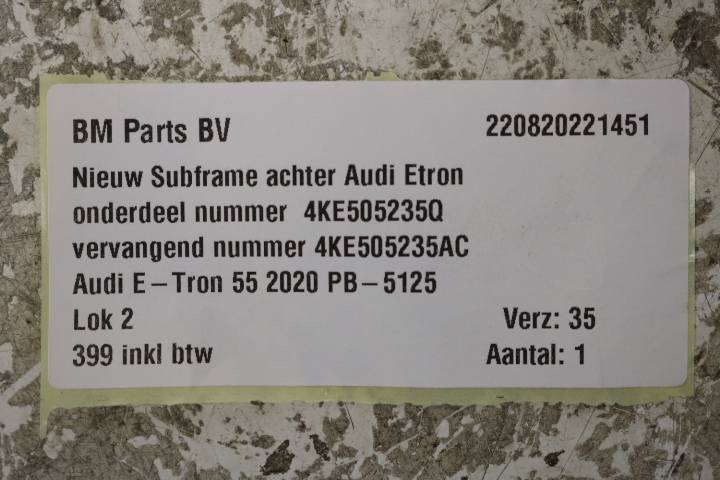 BM Parts BV 220820221451
Nieuw Subframe achter Audi Etron
onderdeel nummer 4KE505235Q
vervangend nummer 4KE505235AC
Audi E-Tron 55 2020 PB-5125
Lok 2 Verz: 35
399 inkl btw Aantal: 1